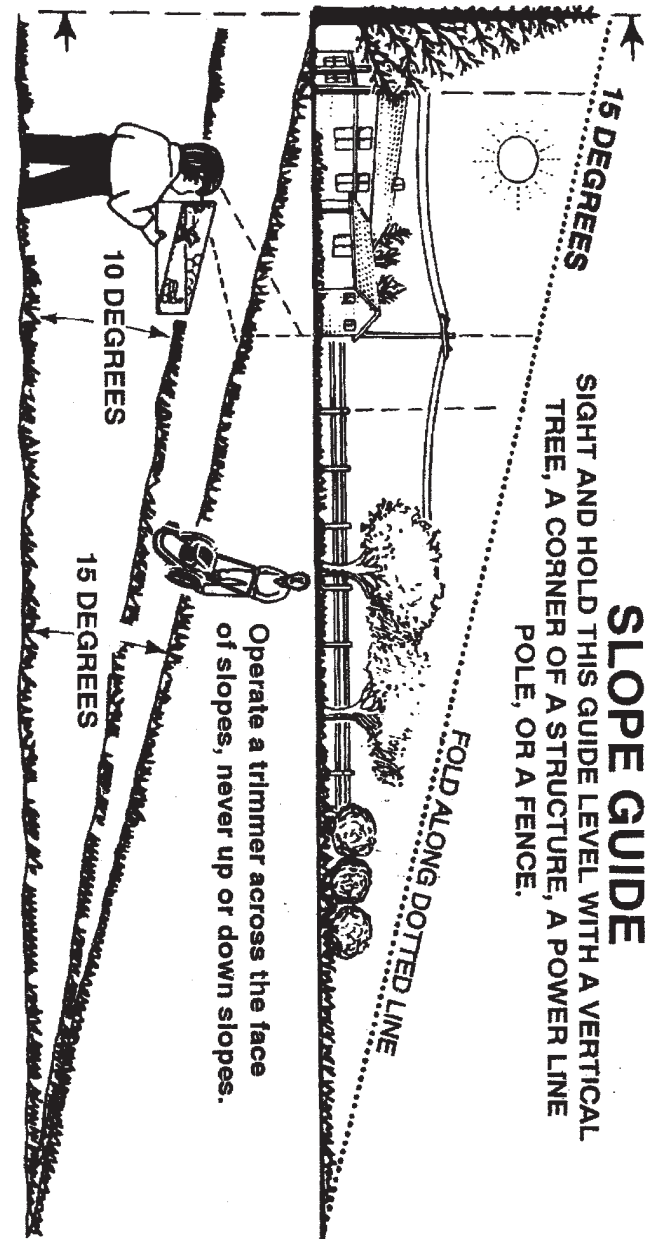 SLOPE GUIDE
SIGHT AND HOLD THIS GUIDE LEVEL WITH A VERTICAL
TREE, A CORNER OF A STRUCTURE, A POWER LINE
POLE, OR A FENCE.
15 DEGREES
FOLD ALONG DOTTED LINE
Operate a trimmer across the face
of slopes, never up or down slopes.
10 DEGREES
15 DEGREES